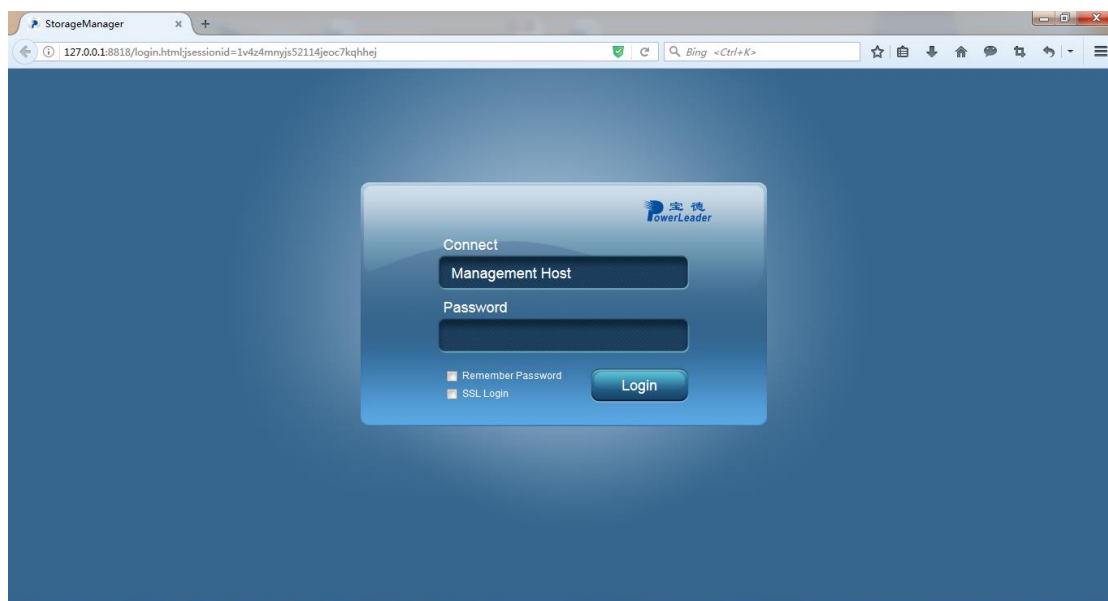 StorageManager
127.0.0.1:8818/login.html;jsessionid=1v4z4mnyjs52114jeoc7kqhhej
Bing <Ctrl+K>
宝德
PowerLeader
Connect
Management Host
Password
Remember Password
SSL Login
Login